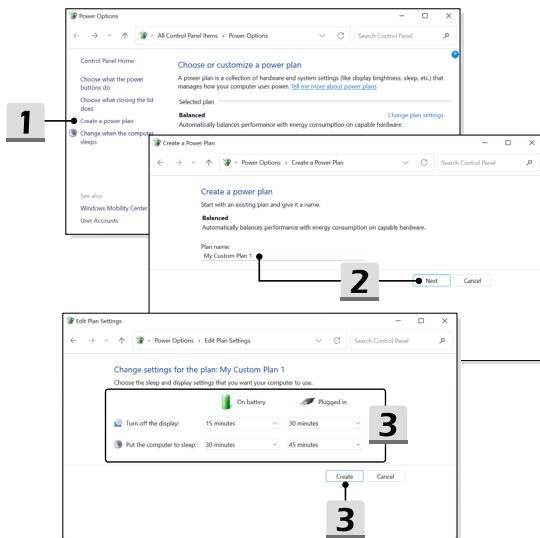 Power Options
All Control Panel Items > Power Options
Search Control Panel
Control Panel Home
Choose what the power
buttons do
Choose what closing the lid
does
Create a power plan
Change when the computer
sleeps
See also
Windows Mobility Center
User Accounts
Choose or customize a power plan
A power plan is a collection of hardware and system settings (like display brightness, sleep, etc.) that
manages how your computer uses power. Tell me more about power plans
Selected plan
Balanced
Change plan settings
Automatically balances performance with energy consumption on capable hardware.
1
Create a Power Plan
Power Options > Create a Power Plan
Search Control Panel
Create a power plan
Start with an existing plan and give it a name.
Balanced
Automatically balances performance with energy consumption on capable hardware.
Plan name:
My Custom Plan 1
2
Next
Cancel
Edit Plan Settings
Power Options > Edit Plan Settings
Search Control Panel
Change settings for the plan: My Custom Plan 1
Choose the sleep and display settings that you want your computer to use.
On battery
Plugged in
Turn off the display:
15 minutes
30 minutes
Put the computer to sleep:
30 minutes
45 minutes
3
Create
Cancel
3